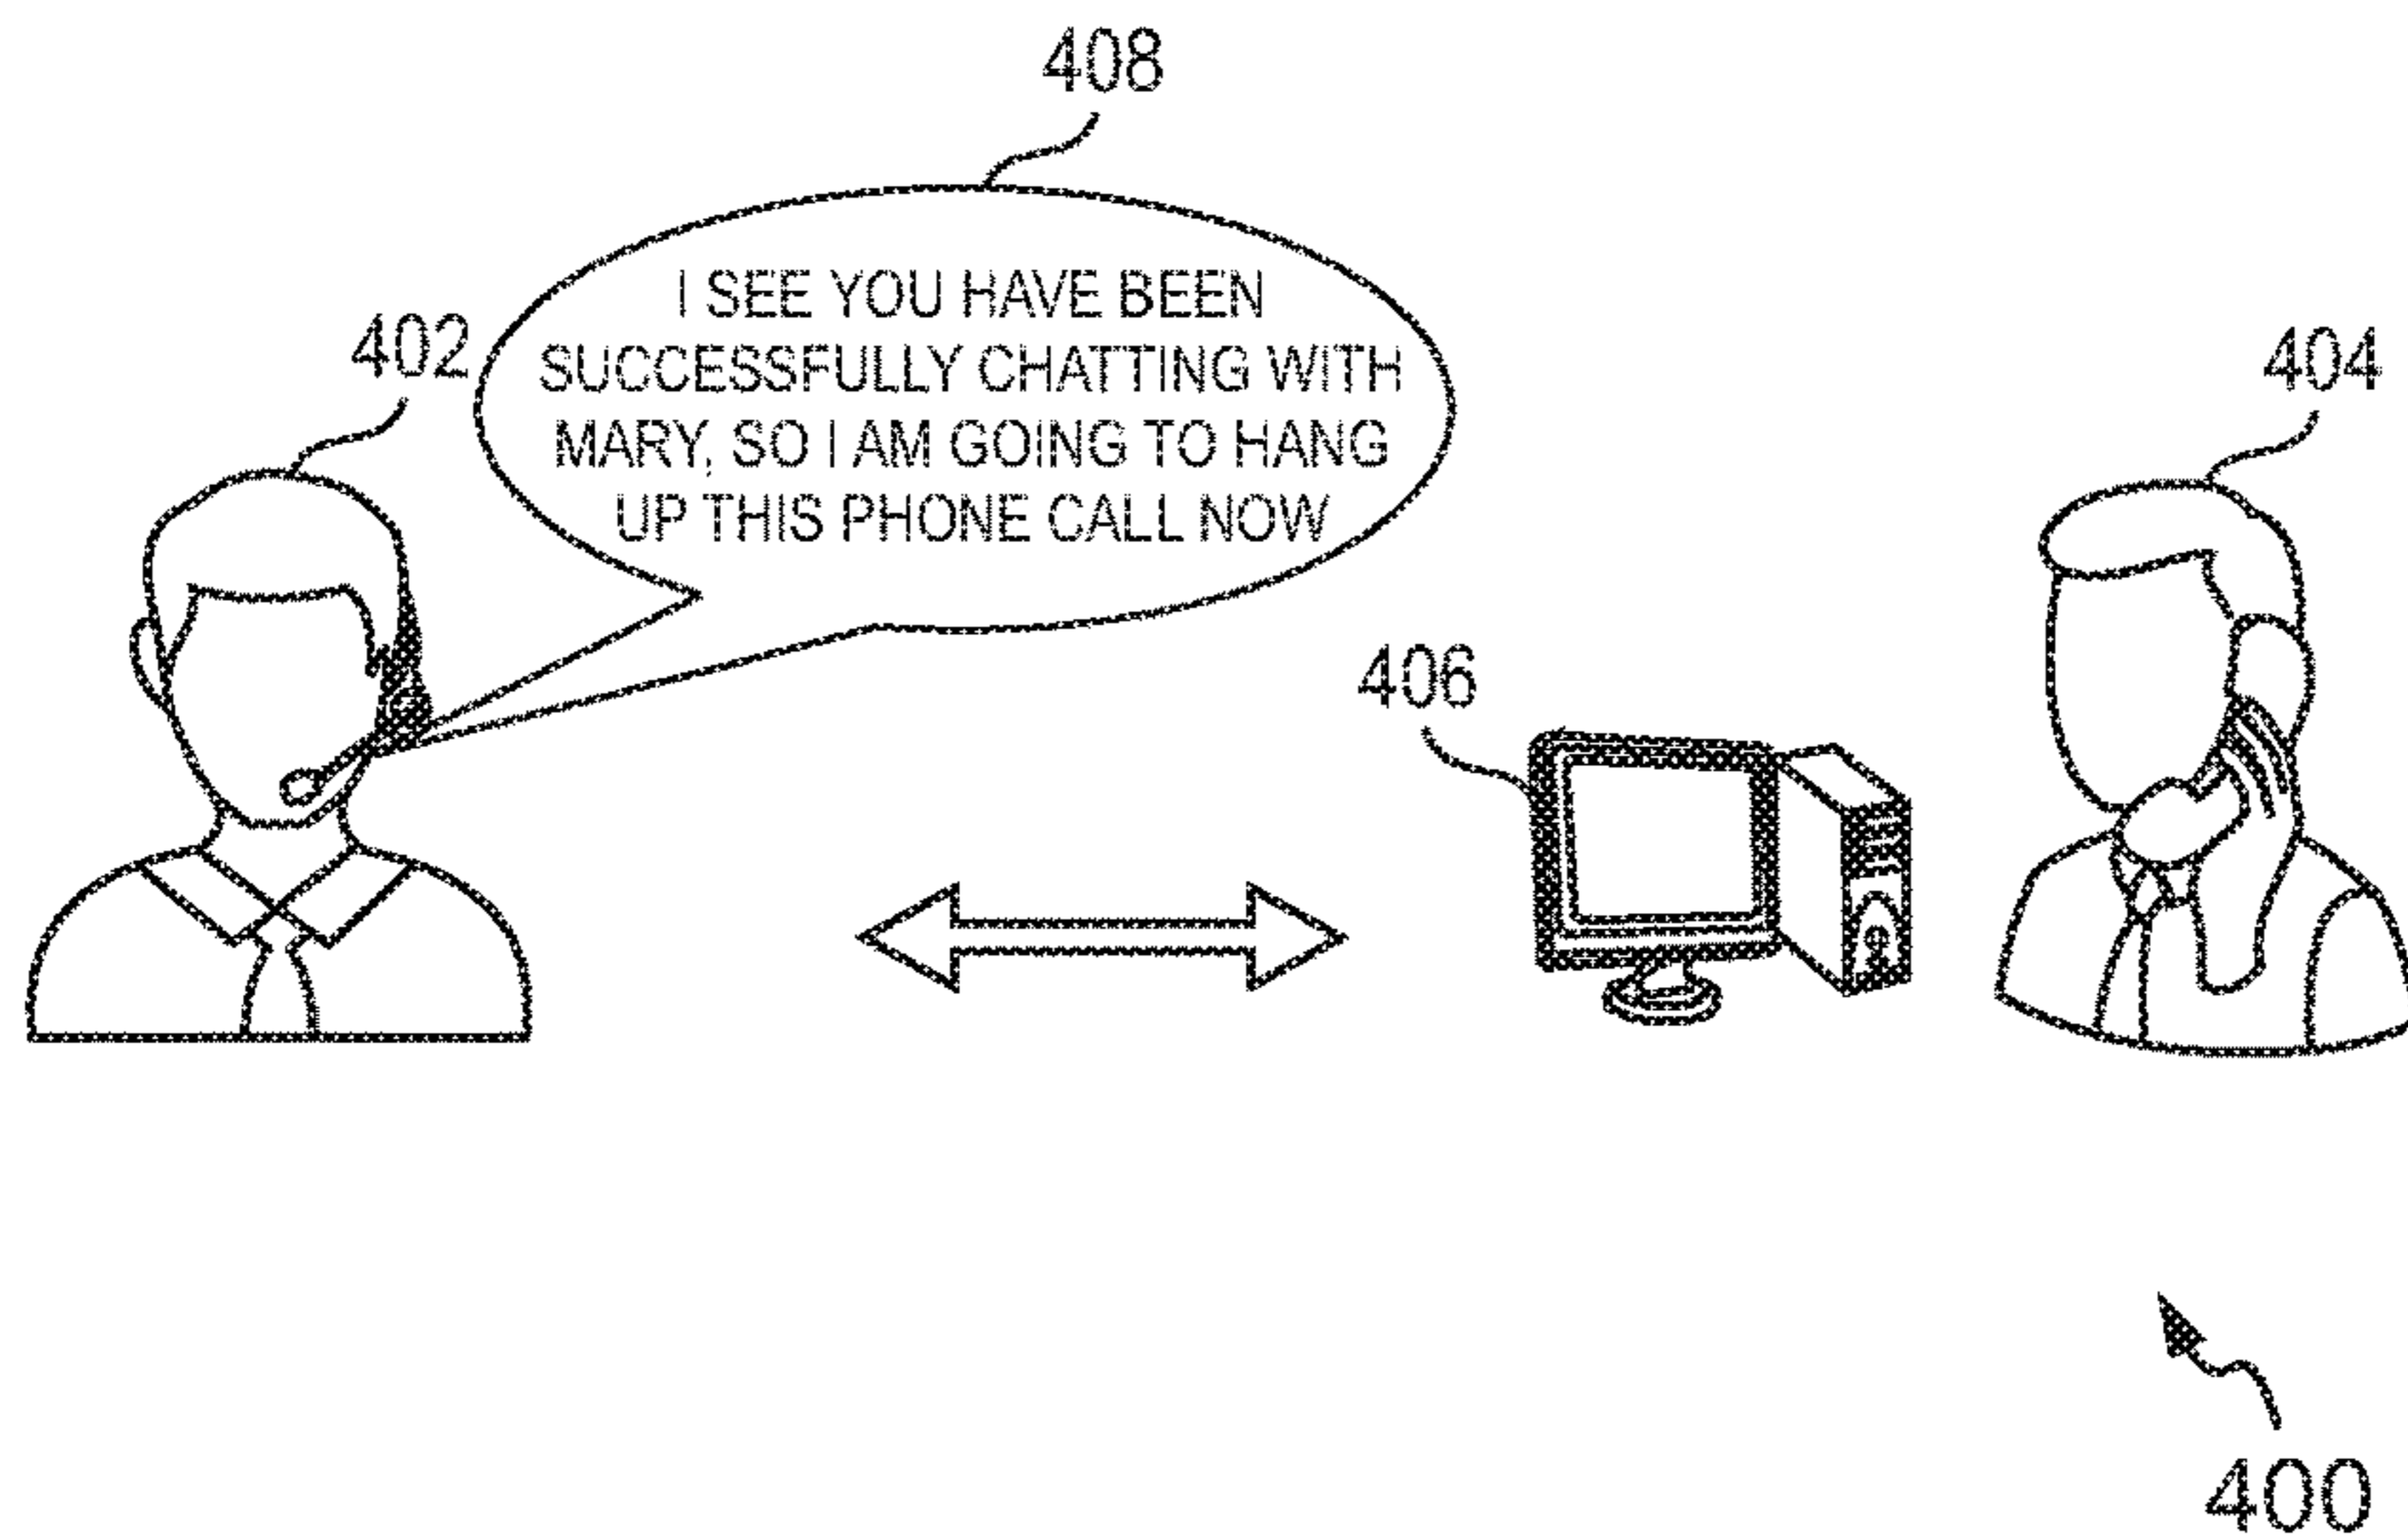 408
I SEE YOU HAVE BEEN
SUCCESSFULLY CHATTING WITH
MARY, SO I AM GOING TO HANG
UP THIS PHONE CALL NOW
402
404
406
400